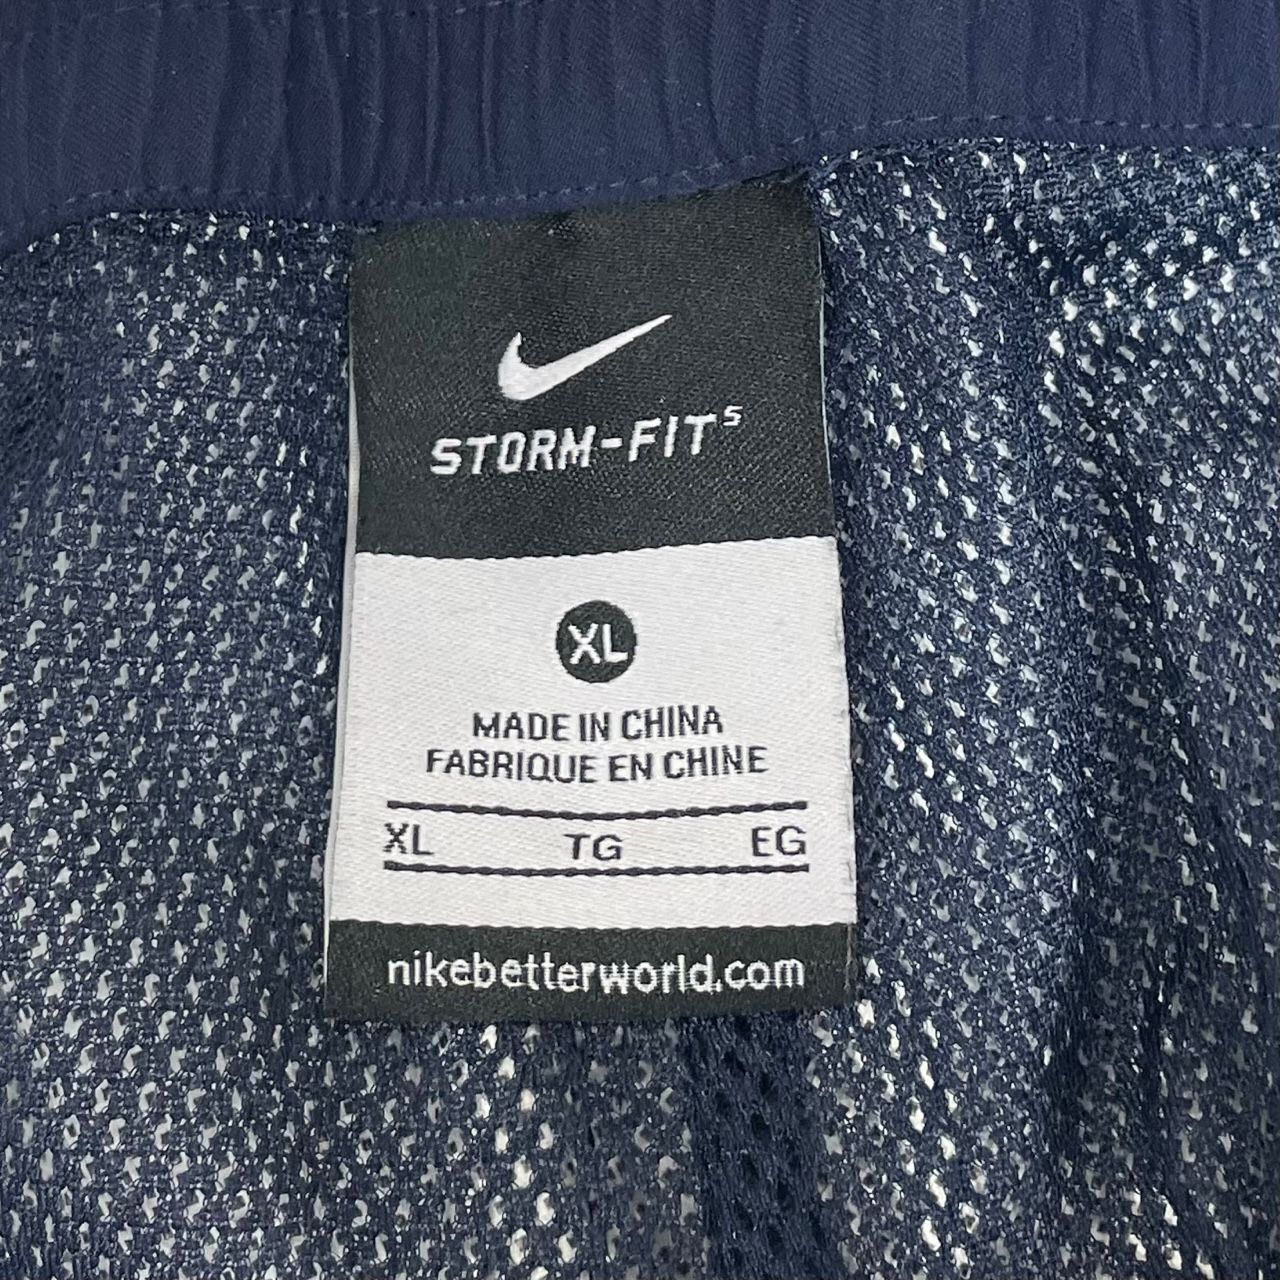 STORM-FIT⁵
XL
MADE IN CHINA
FABRIQUE EN CHINE
XL TG EG
nikebetterworld.com